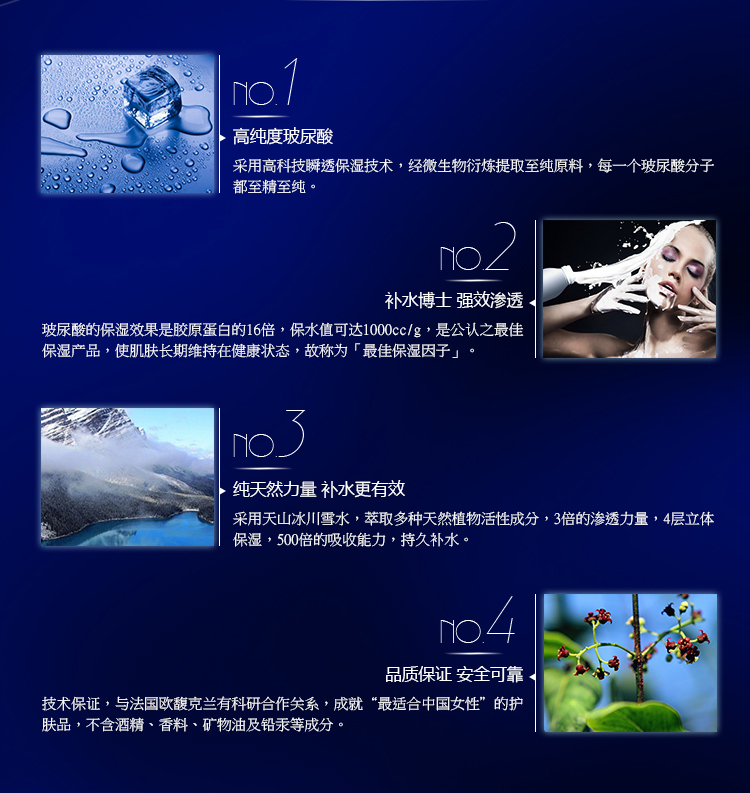 NO.1
高纯度玻尿酸
采用高科技瞬透保湿技术，经微生物衍炼提取至纯原料，每一个玻尿酸分子
都至精至纯。
NO.2
补水博士 强效渗透
玻尿酸的保湿效果是胶原蛋白的16倍，保水值可达1000cc/g，是公认之最佳
保湿产品，使肌肤长期维持在健康状态，故称为「最佳保湿因子」。
NO.3
纯天然力量 补水更有效
采用天山冰川雪水，萃取多种天然植物活性成分，3倍的渗透力量，4层立体
保湿，500倍的吸收能力，持久补水。
NO.4
品质保证 安全可靠
技术保证，与法国欧馥克兰有科研合作关系，成就“最适合中国女性”的护
肤品，不含酒精、香料、矿物油及铅汞等成分。